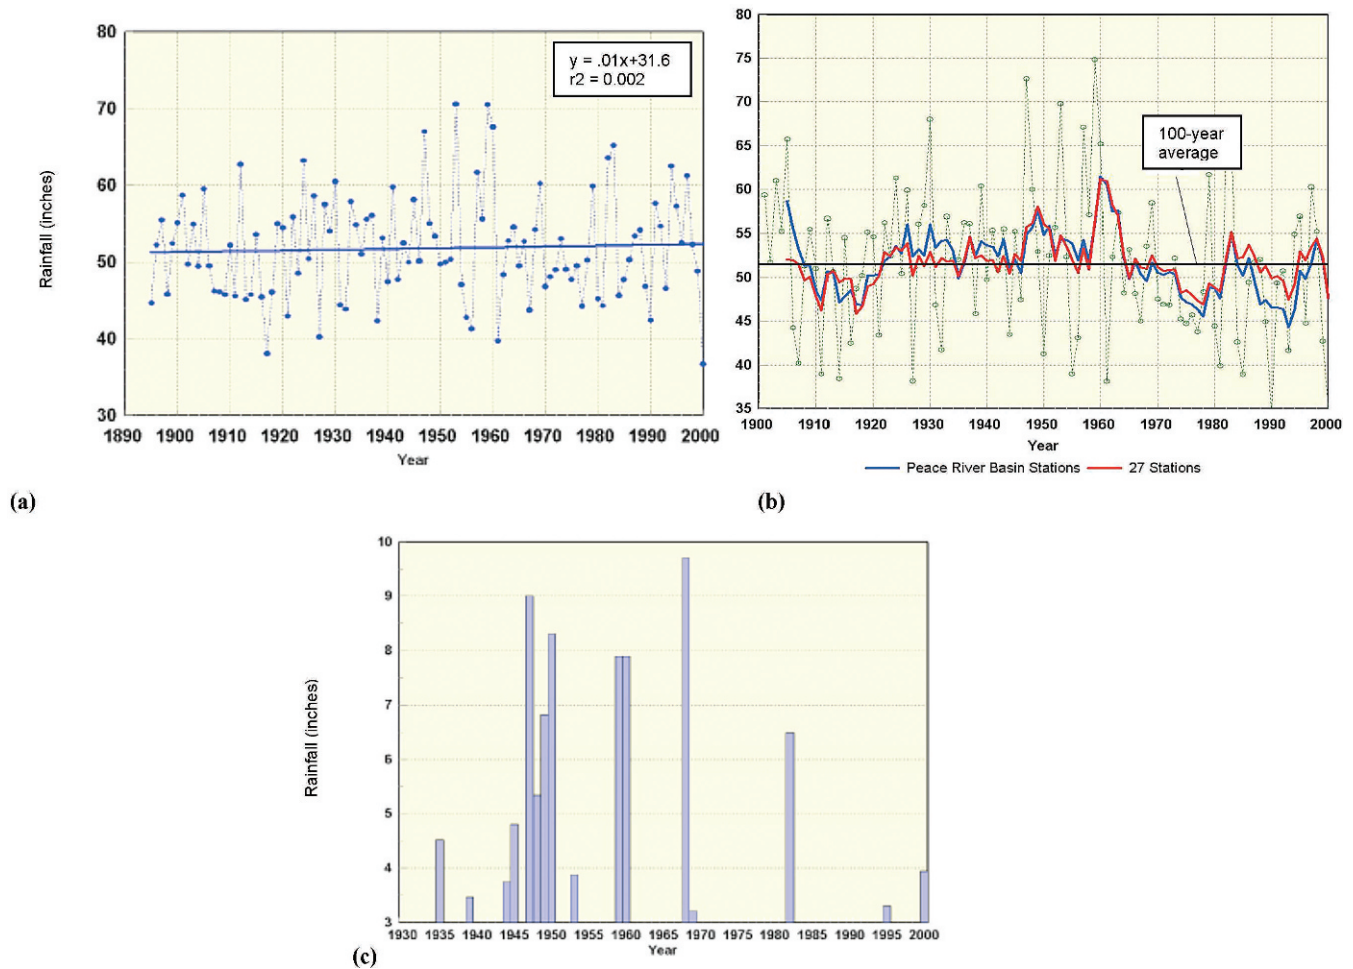 80
70
60
50
40
30
Rainfall (inches)
y = .01x+31.6
r2 = 0.002
1890 1900 1910 1920 1930 1940 1950 1960 1970 1980 1990 2000
Year
(a)
80
75
70
65
60
55
50
45
40
35
100-year
average
1900 1910 1920 1930 1940 1950 1960 1970 1980 1990 2000
Year
Peace River Basin Stations 27 Stations
(b)
10
9
8
7
6
5
4
3
Rainfall (inches)
1930 1935 1940 1945 1950 1955 1960 1965 1970 1975 1980 1985 1990 1995 2000
Year
(c)